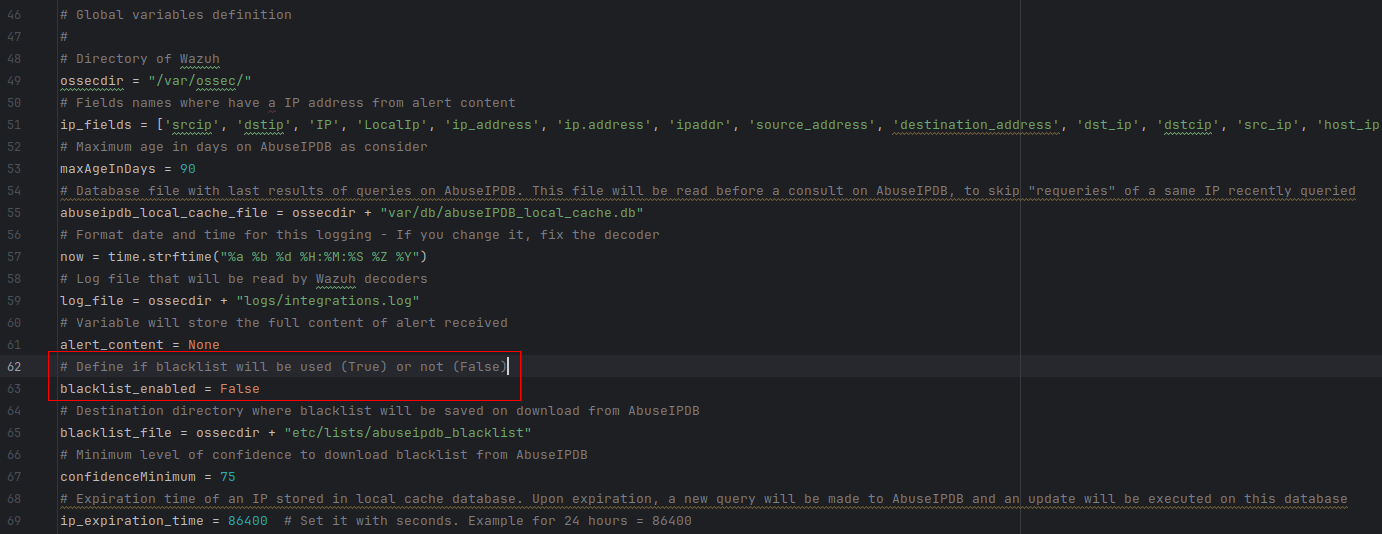 46 # Global variables definition
47 #
48 # Directory of Wazuh
49 ossecdir = "/var/ossec/"
50 # Fields names where have a IP address from alert content
51 ip_fields = ['srcip', 'dstip', 'IP', 'LocalIp', 'ip_address', 'ip.address', 'ipaddr', 'source_address', 'destination_address', 'dst_ip', 'dstcip', 'src_ip', 'host_ip
52 # Maximum age in days on AbuseIPDB as consider
53 maxAgeInDays = 90
54 # Database file with last results of queries on AbuseIPDB. This file will be read before a consult on AbuseIPDB, to skip "requeries" of a same IP recently queried
55 abuseipdb_local_cache_file = ossecdir + "var/db/abuseIPDB_local_cache.db"
56 # Format date and time for this logging - If you change it, fix the decoder
57 now = time.strftime("%a %b %d %H:%M:%S %Z %Y")
58 # Log file that will be read by Wazuh decoders
59 log_file = ossecdir + "logs/integrations.log"
60 # Variable will store the full content of alert received
61 alert_content = None
62 # Define if blacklist will be used (True) or not (False)
63 blacklist_enabled = False
64 # Destination directory where blacklist will be saved on download from AbuseIPDB
65 blacklist_file = ossecdir + "etc/lists/abuseipdb_blacklist"
66 # Minimum level of confidence to download blacklist from AbuseIPDB
67 confidenceMinimum = 75
68 # Expiration time of an IP stored in local cache database. Upon expiration, a new query will be made to AbuseIPDB and an update will be executed on this database
69 ip_expiration_time = 86400  # Set it with seconds. Example for 24 hours = 86400